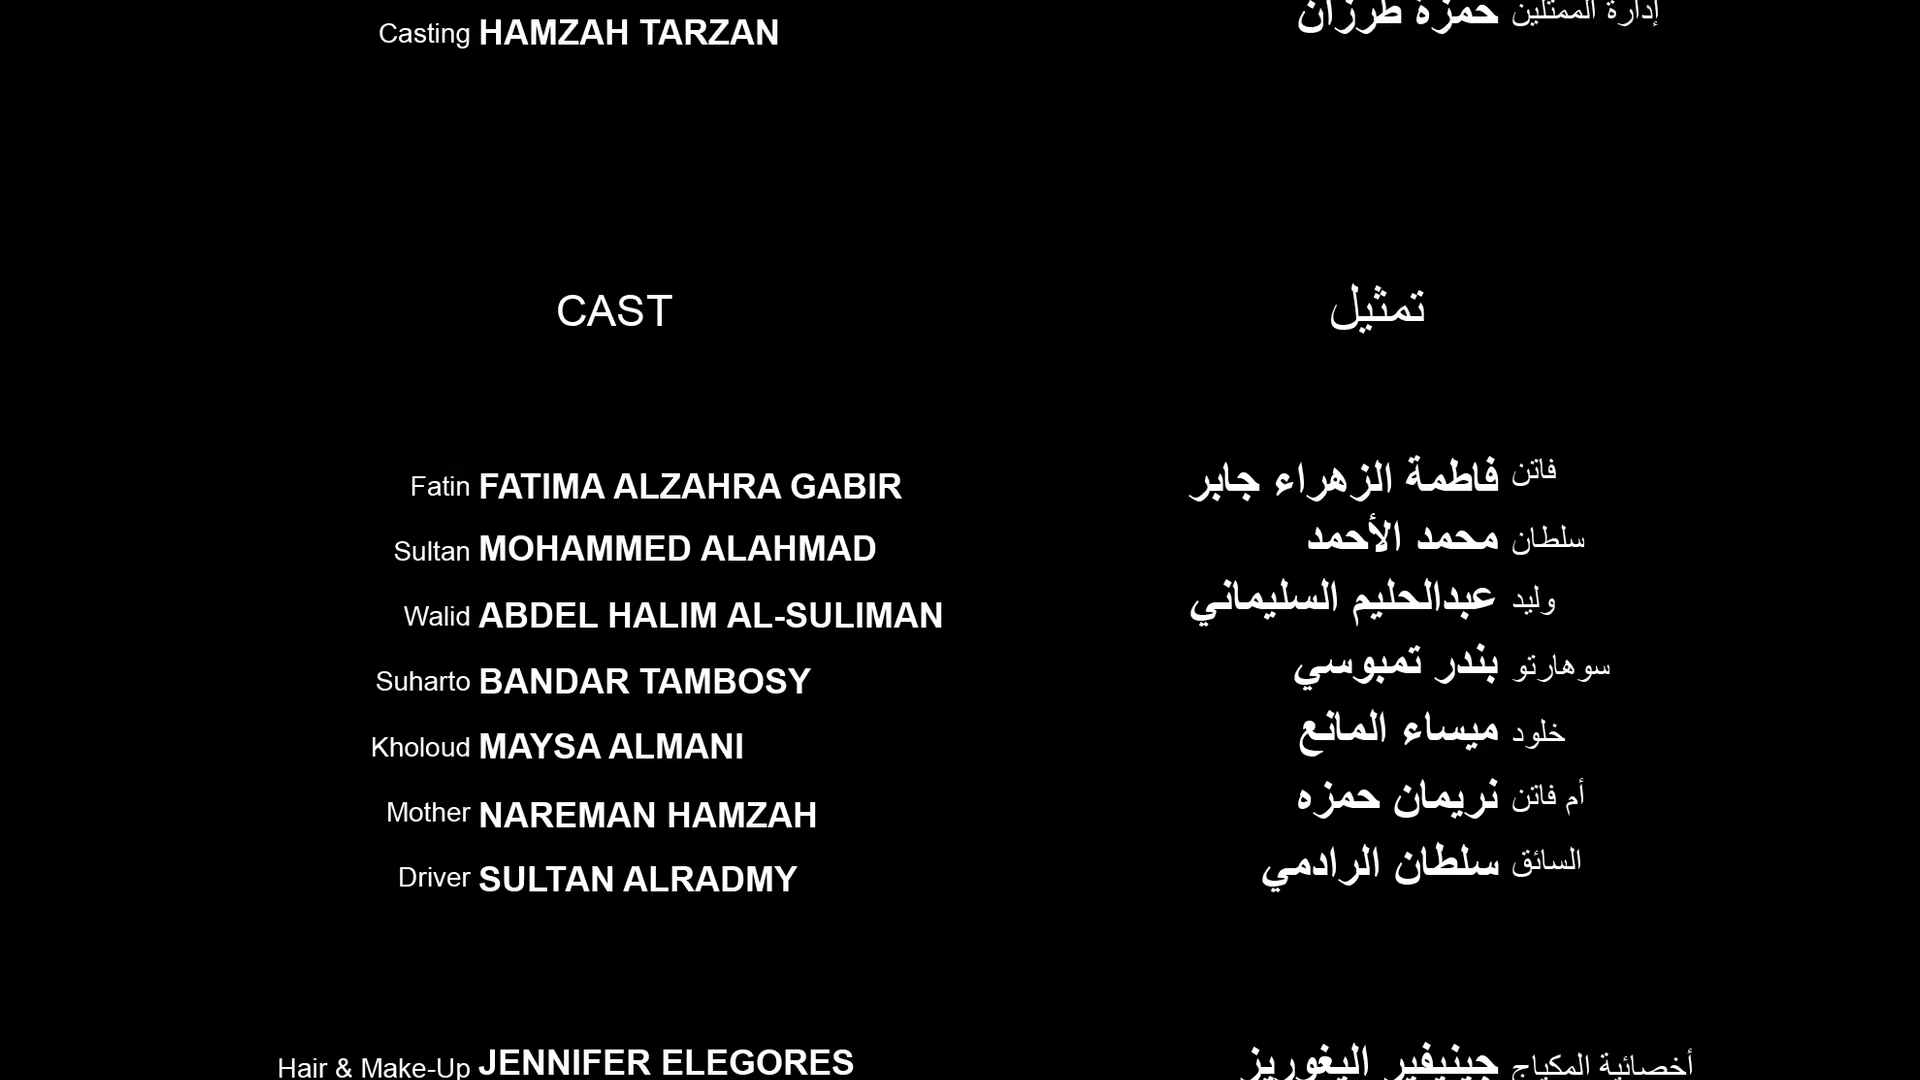 Casting HAMZAH TARZAN
إدارة الممثلين حمزة طرزان
CAST
تمثيل
Fatin FATIMA ALZAHRA GABIR
فاتن فاطمة الزهراء جابر
Sultan MOHAMMED ALAHMAD
سلطان محمد الأحمد
Walid ABDEL HALIM AL-SULIMAN
وليد عبدالحليم السليماني
Suharto BANDAR TAMBOSY
سوهارتو بندر تمبوسي
Kholoud MAYSA ALMANI
خلود ميساء المانع
Mother NAREMAN HAMZAH
أم فاتن نريمان حمزه
Driver SULTAN ALRADMY
السائق سلطان الرادمي
Hair & Make-Up JENNIFER ELEGORES
أخصائية المكياج جينيفير اليغوريز